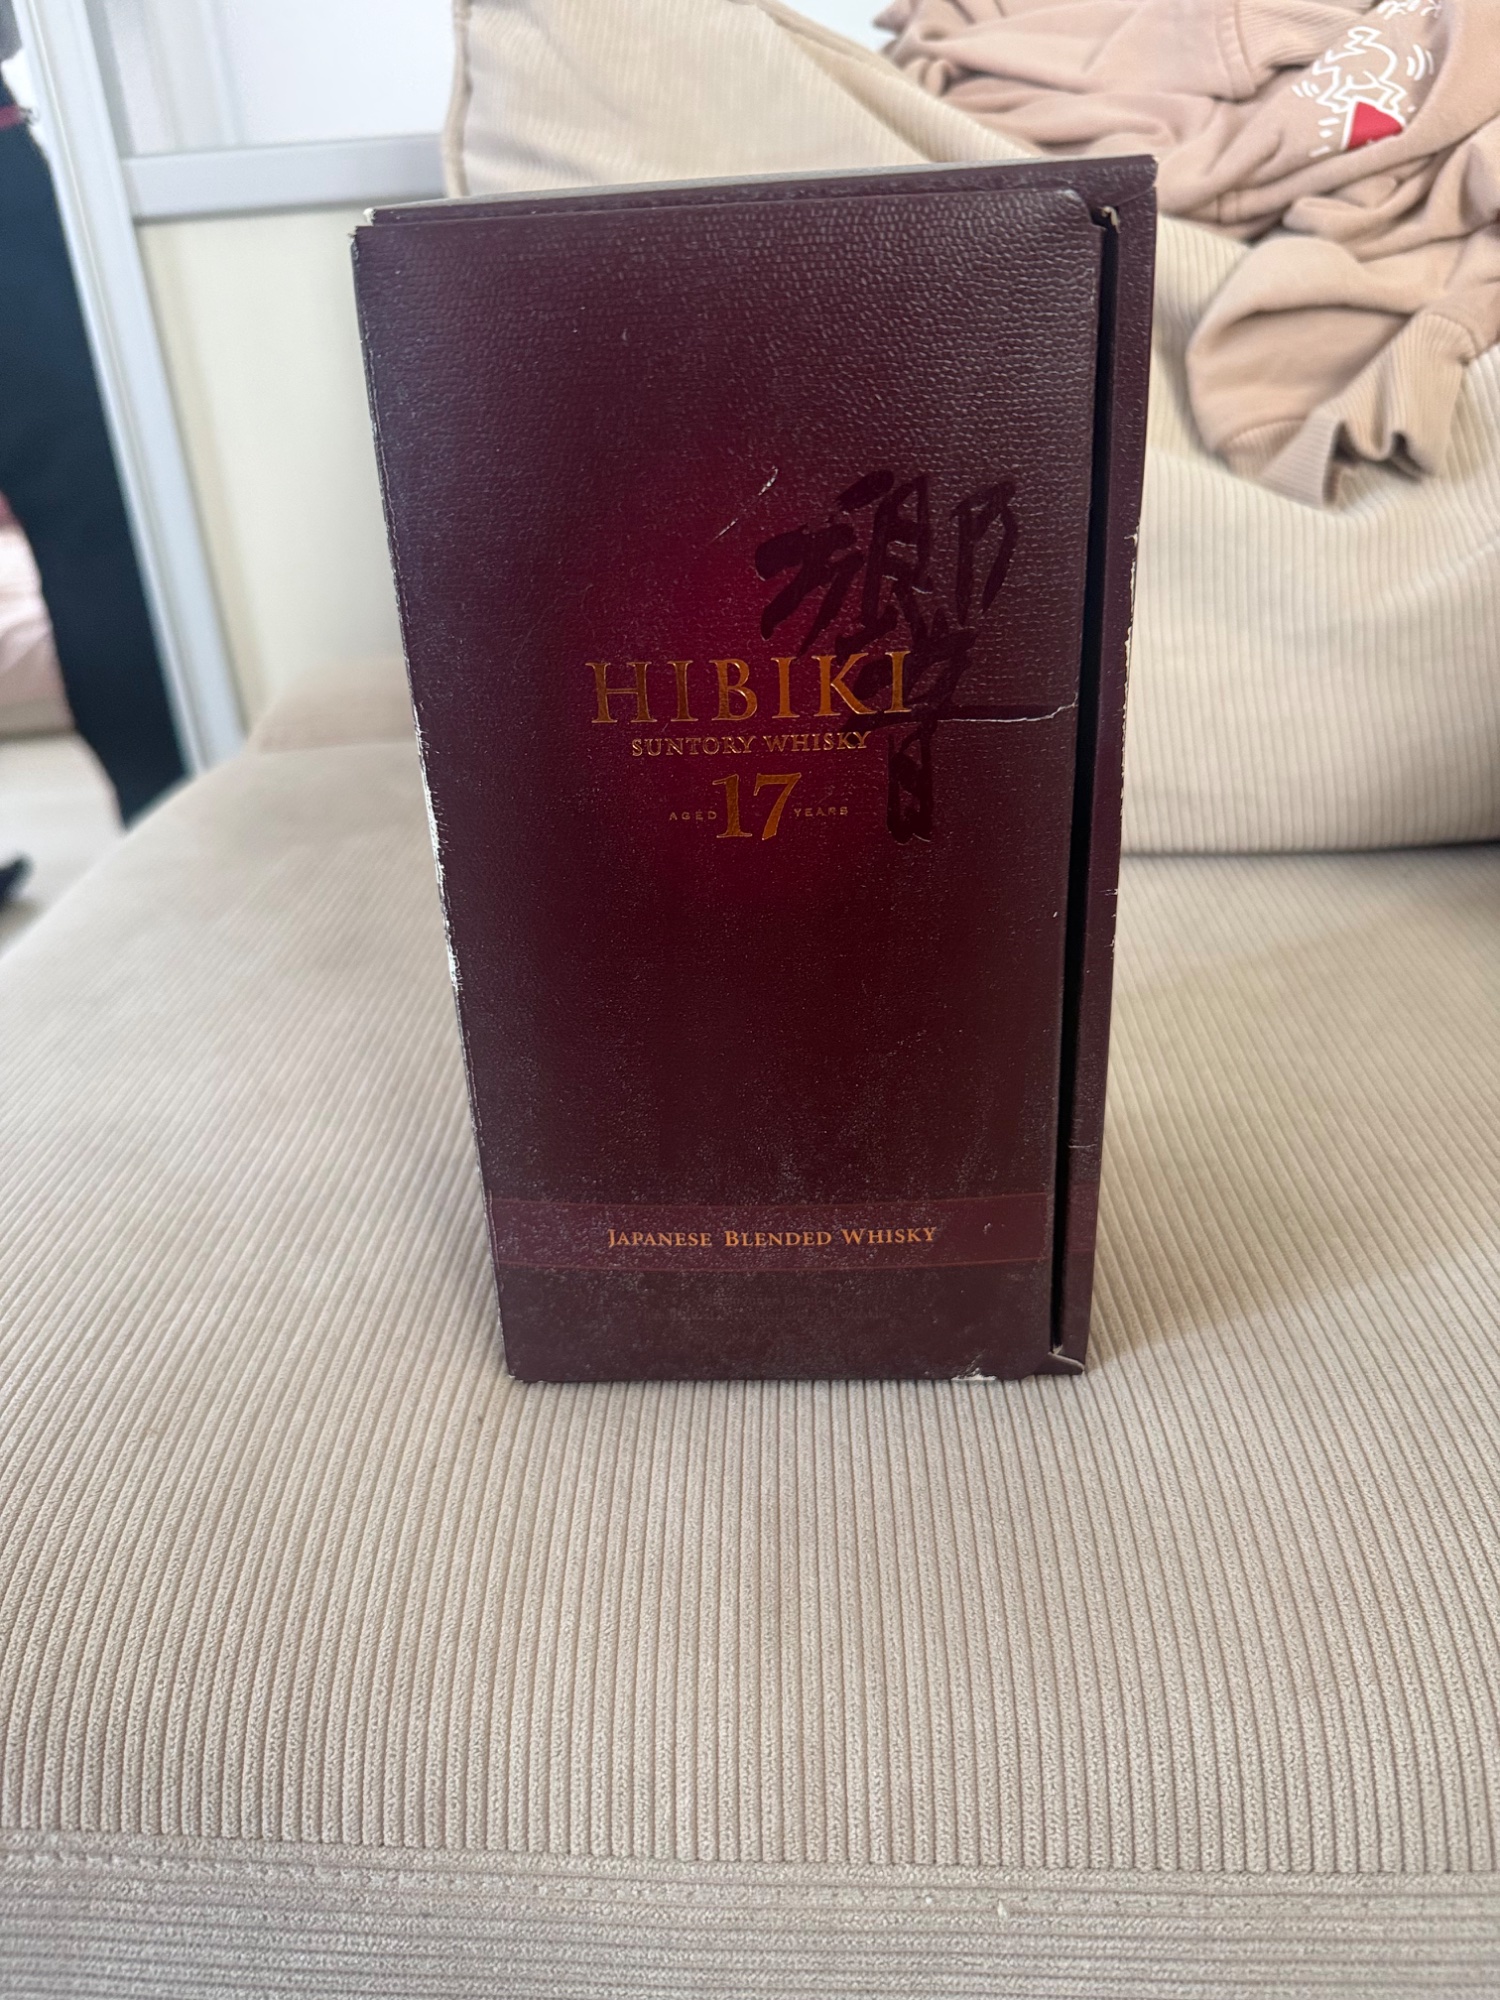 響
HIBIKI
SUNTORY WHISKY
AGED 17 YEARS
JAPANESE BLENDED WHISKY